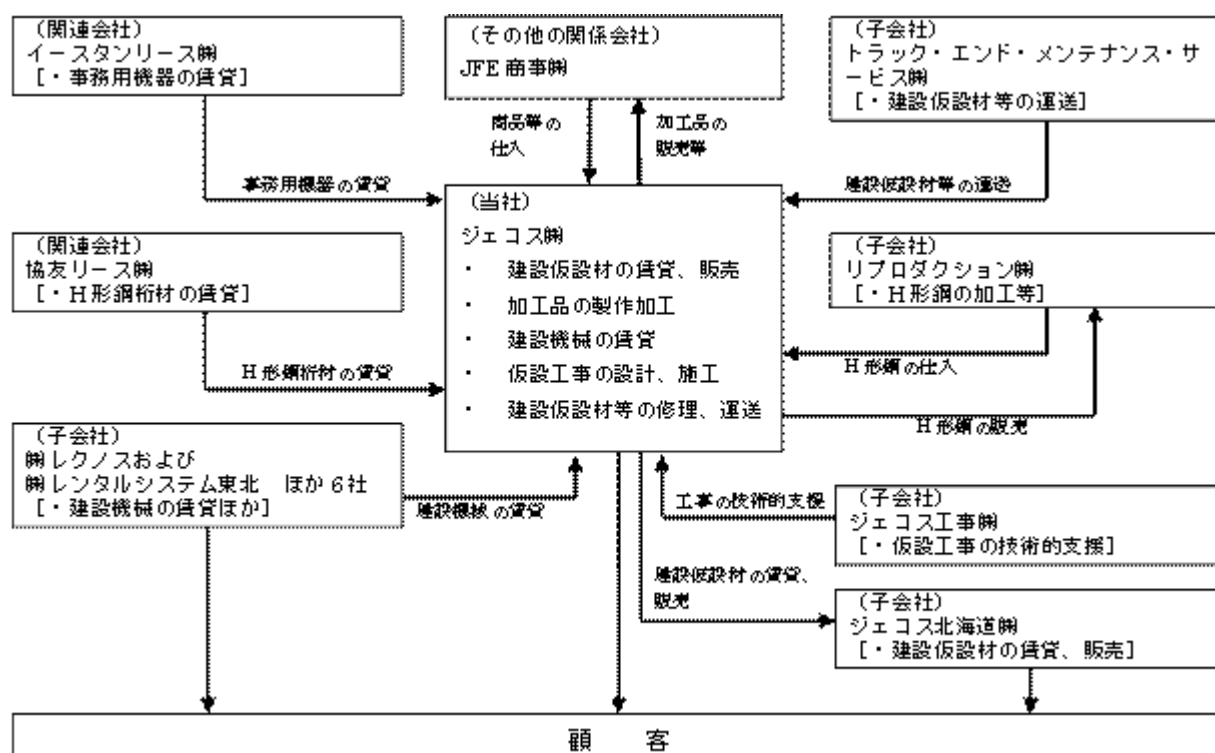 （関連会社）
イースタンリース㈱
［・事務用機器の賃貸］
（その他の関係会社）
JFE商事㈱
（子会社）
トラック・エンド・メンテナンス・サ
ービス㈱
［・建設仮設材等の運送］
商品等の
仕入
加工品の
販売等
事務用機器の賃貸
建設仮設材等の運送
（当社）
ジェコス㈱
・　建設仮設材の賃貸、販売
・　加工品の製作加工
・　建設機械の賃貸
・　仮設工事の設計、施工
・　建設仮設材等の修理、運送
（関連会社）
協友リース㈱
［・H形鋼桁材の賃貸］
（子会社）
リプロダクション㈱
［・H形鋼の加工等］
H形鋼桁材の賃貸
H形鋼の仕入
H形鋼の販売
（子会社）
㈱レクノスおよび
㈱レンタルシステム東北　ほか6社
［・建設機械の賃貸ほか］
建設機械の賃貸
工事の技術的支援
（子会社）
ジェコス工事㈱
［・仮設工事の技術的支援］
建設仮設材の賃貸、
販売
（子会社）
ジェコス北海道㈱
［・建設仮設材の賃貸、販売］
顧　客